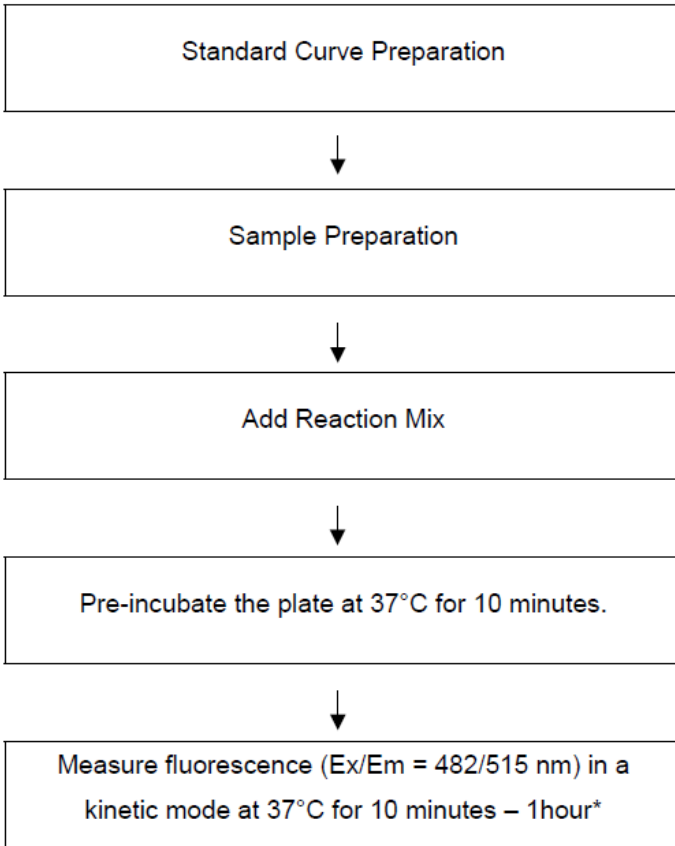 Standard Curve Preparation
Sample Preparation
Add Reaction Mix
Pre-incubate the plate at 37°C for 10 minutes.
Measure fluorescence (Ex/Em = 482/515 nm) in a
kinetic mode at 37°C for 10 minutes – 1hour*